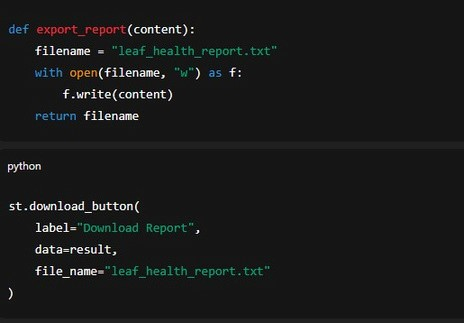 def export_report(content):
    filename = "leaf_health_report.txt"
    with open(filename, "w") as f:
        f.write(content)
    return filename
python
st.download_button(
    label="Download Report",
    data=result,
    file_name="leaf_health_report.txt"
)